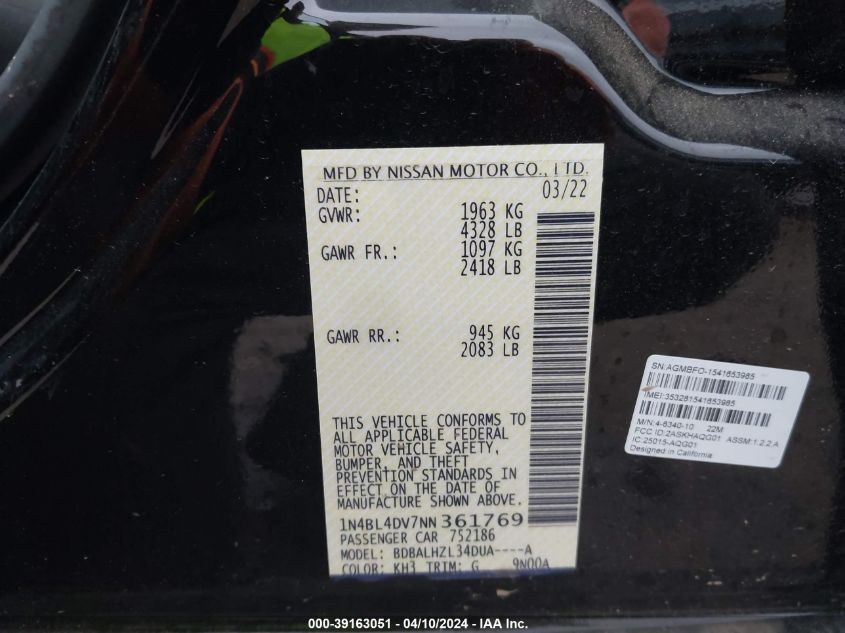 MFD BY NISSAN MOTOR CO., LTD.
DATE: 03/22
GVWR: 1963 KG
4328 LB
GAWR FR.: 1097 KG
2418 LB
GAWR RR.: 945 KG
2083 LB
THIS VEHICLE CONFORMS TO
ALL APPLICABLE FEDERAL
MOTOR VEHICLE SAFETY,
BUMPER, AND THEFT
PREVENTION STANDARDS IN
EFFECT ON THE DATE OF
MANUFACTURE SHOWN ABOVE.
1N4BL4DV7NN361769
PASSENGER CAR 752186
MODEL: BDBALHZL34DUA----A
COLOR: KH3 TRIM: G 9N00A
SN:AGMBFO-1541653985
IMEI:353281541653985
M/N:4-6340-10 22M
FCC ID:2ASKHAQG01 ASSM:1.2.2.A
IC:25015-AQG01
Designed in California
000-39163051 - 04/10/2024 - IAA Inc.